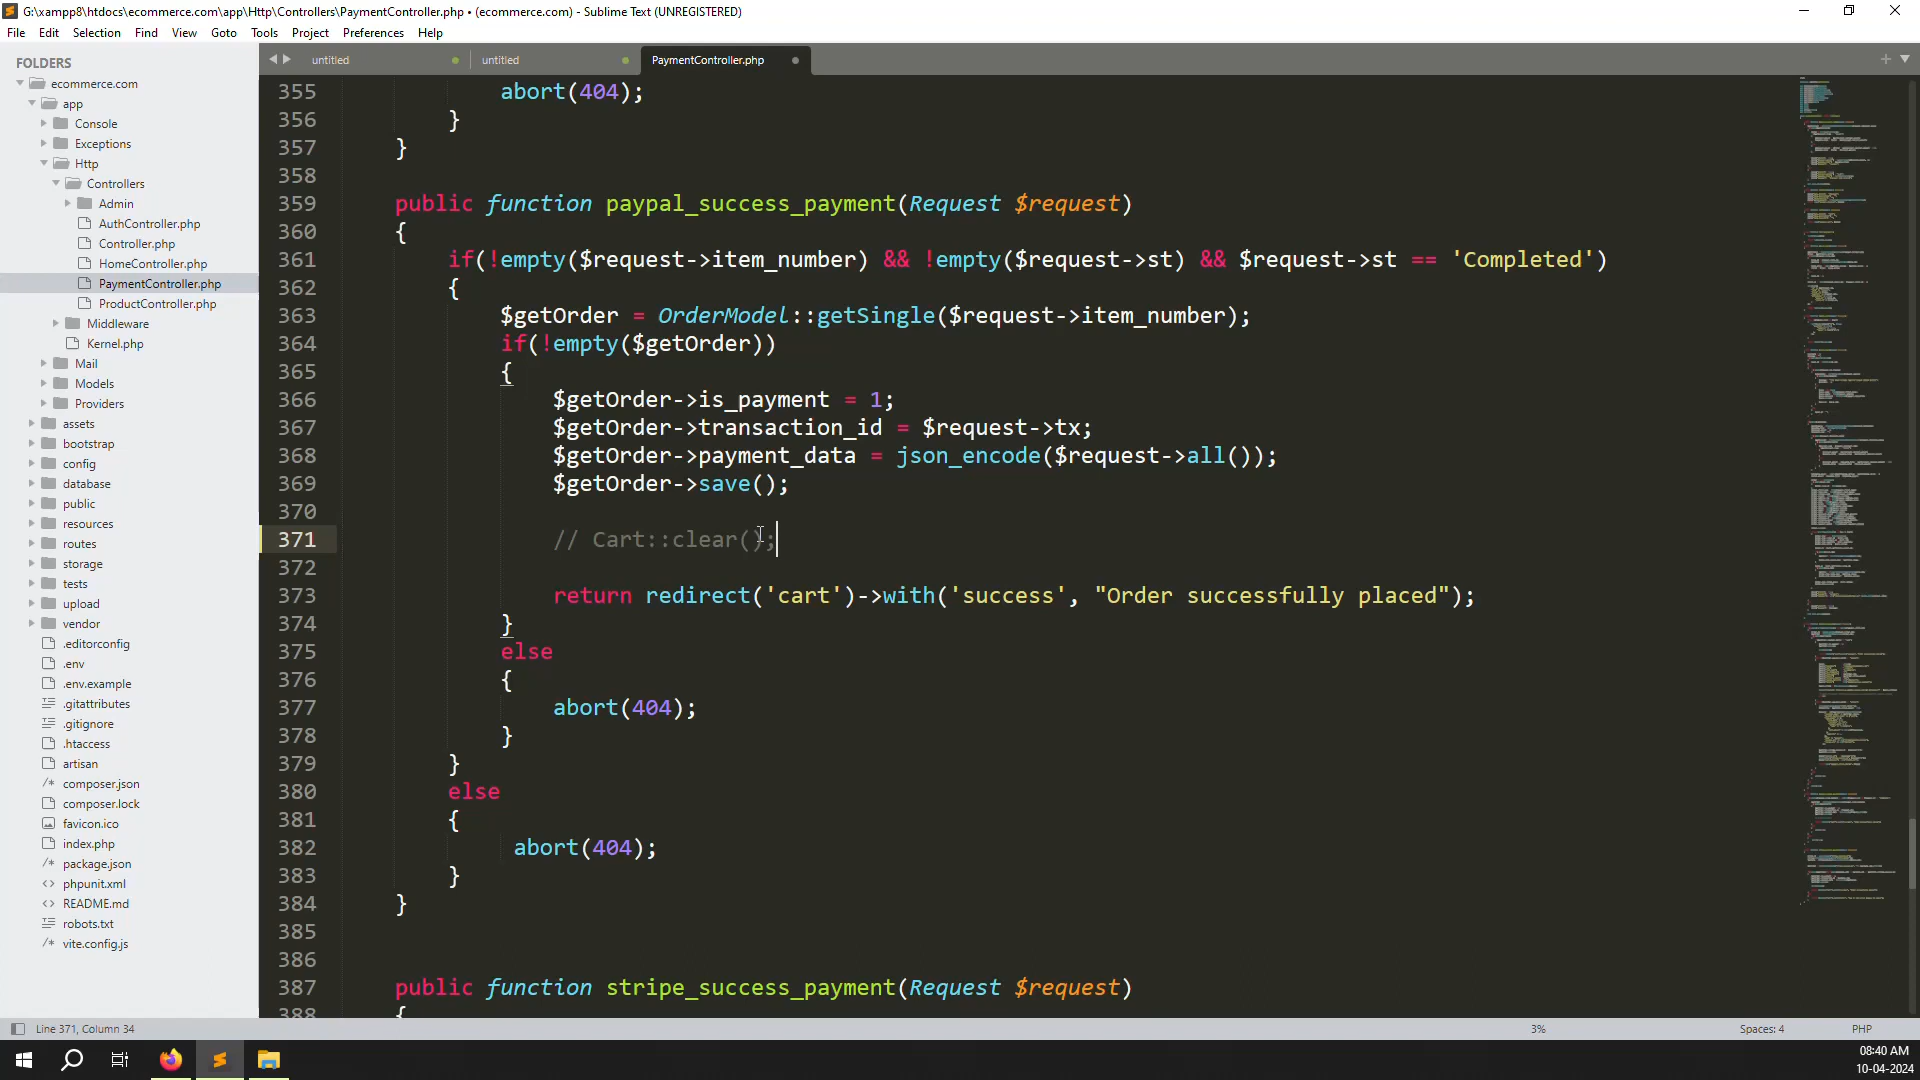 G:\xampp8\htdocs\ecommerce.com\app\Http\Controllers\PaymentController.php • (ecommerce.com) - Sublime Text (UNREGISTERED)
File Edit Selection Find View Goto Tools Project Preferences Help
FOLDERS
ecommerce.com
app
Console
Exceptions
Http
Controllers
Admin
AuthController.php
Controller.php
HomeController.php
PaymentController.php
ProductController.php
Middleware
Kernel.php
Mail
Models
Providers
assets
bootstrap
config
database
public
resources
routes
storage
tests
upload
vendor
.editorconfig
.env
.env.example
.gitattributes
.gitignore
.htaccess
artisan
composer.json
composer.lock
favicon.ico
index.php
package.json
phpunit.xml
README.md
robots.txt
vite.config.js
untitled untitled PaymentController.php
355 abort(404);
356 }
357 }
358
359 public function paypal_success_payment(Request $request)
360 {
361 if(!empty($request->item_number) && !empty($request->st) && $request->st == 'Completed')
362 {
363 $getOrder = OrderModel::getSingle($request->item_number);
364 if(!empty($getOrder))
365 {
366 $getOrder->is_payment = 1;
367 $getOrder->transaction_id = $request->tx;
368 $getOrder->payment_data = json_encode($request->all());
369 $getOrder->save();
370
371 // Cart::clear();
372
373 return redirect('cart')->with('success', "Order successfully placed");
374 }
375 else
376 {
377 abort(404);
378 }
379 }
380 else
381 {
382 abort(404);
383 }
384 }
385
386
387 public function stripe_success_payment(Request $request)
388 {
Line 371, Column 34 3% Spaces: 4 PHP
08:40 AM
10-04-2024